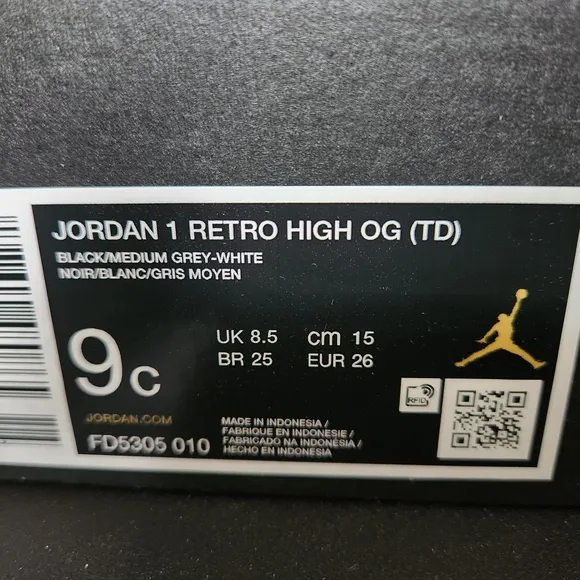 JORDAN 1 RETRO HIGH OG (TD)
BLACK/MEDIUM GREY-WHITE
NOIR/BLANC/GRIS MOYEN
9c
UK 8.5 cm 15
BR 25 EUR 26
RFID
JORDAN.COM
FD5305 010
MADE IN INDONESIA/
FABRIQUE EN INDONESIE/
FABRICADO NA INDONÉSIA/
HECHO EN INDONESIA